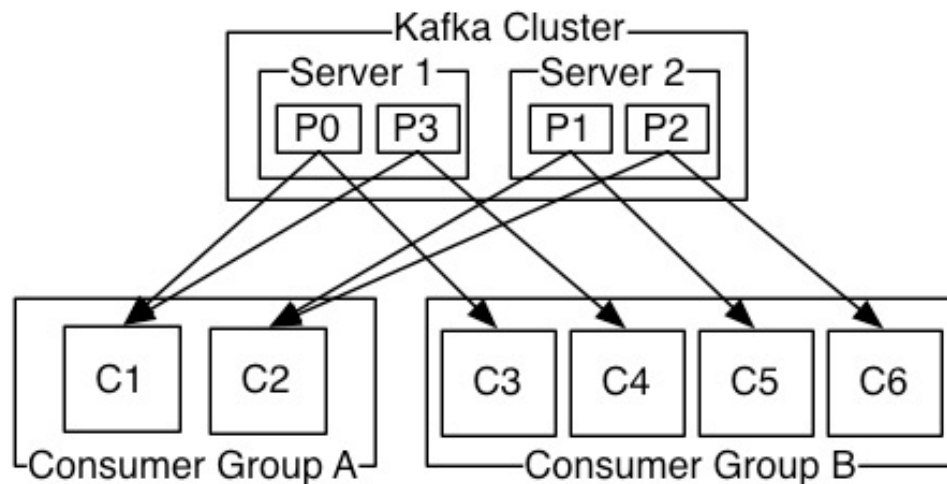 Kafka Cluster
Server 1 Server 2
P0 P3 P1 P2
C1 C2 C3 C4 C5 C6
Consumer Group A Consumer Group B